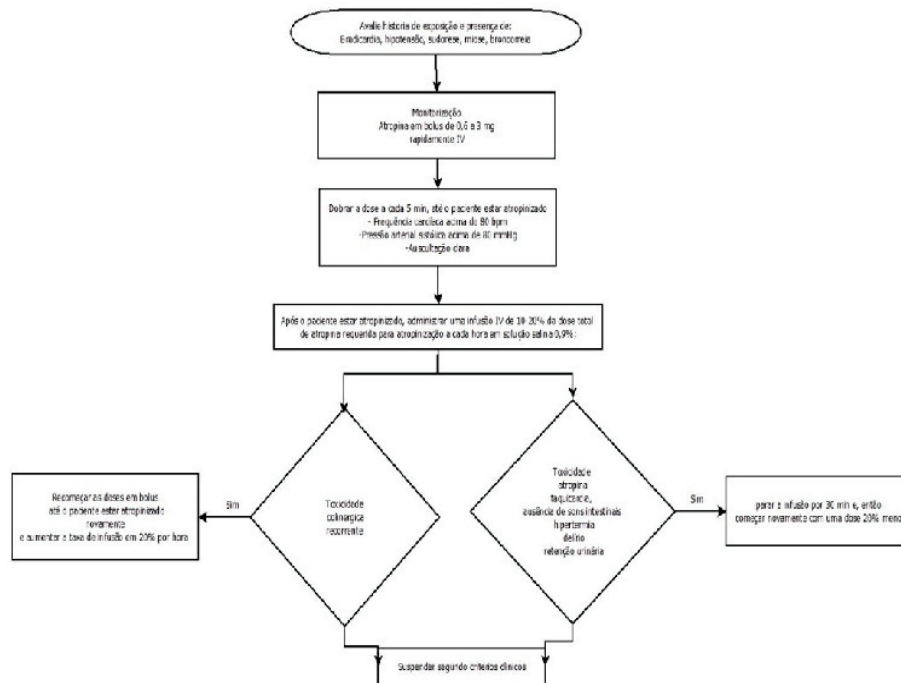 Avalie historia de exposição e presença de:
Bradicardia, hipotensão, sudorese, miose, broncorreia
Monitorização
Atropina em bolus de 0,6 a 3 mg
rapidamente IV
Dobrar a dose a cada 5 min, até o paciente estar atropinizado
- Frequência cardíaca acima de 80 bpm
-Pressão arterial sistólica acima de 80 mmHg
-Auscultação clara
Após o paciente estar atropinizado, administrar uma infusão IV de 10-20% da dose total
de atropina requerida para atropinização a cada hora em solução salina 0,9%;
Recomeçar as doses em bolus
até o paciente estar atropinizado
novamente
e aumentar a taxa de infusão em 20% por hora
Sim
Toxicidade
colinergica
recorrente
Toxicidade
atropina
taquicardia,
ausência de sons intestinais
hipertermia
delírio
retenção urinária
Sim
parar a infusão por 30 min e, então
começar novamente com uma dose 20% meno
Suspender segundo criterios clinicos